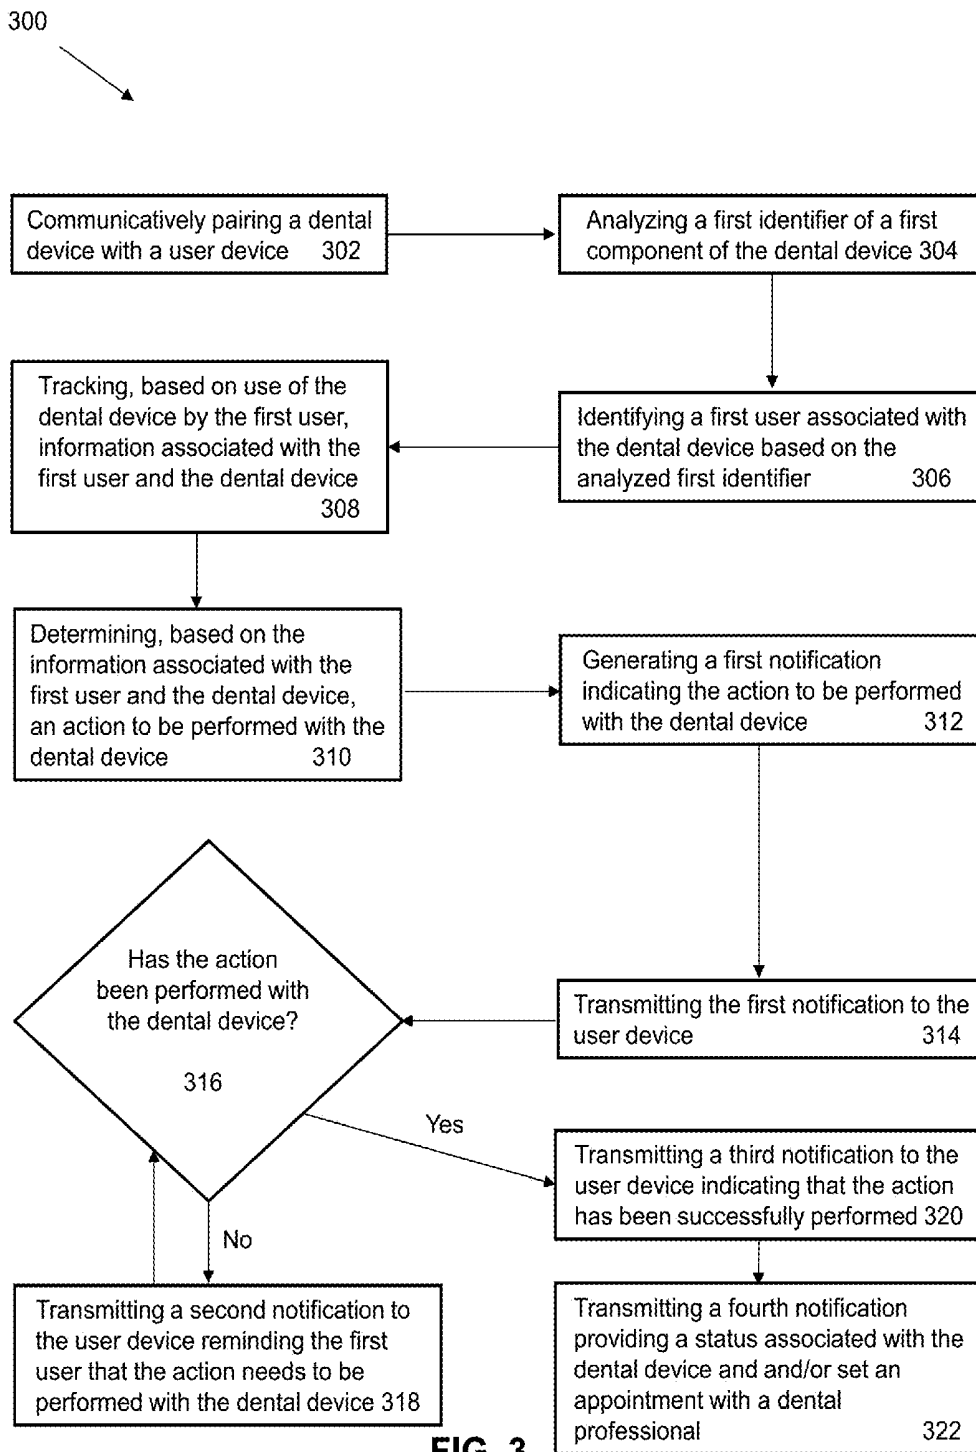 300
Communicatively pairing a dental
device with a user device 302
Analyzing a first identifier of a first
component of the dental device 304
Tracking, based on use of the
dental device by the first user,
information associated with the
first user and the dental device
308
Identifying a first user associated with
the dental device based on the
analyzed first identifier 306
Determining, based on the
information associated with the
first user and the dental device,
an action to be performed with the
dental device 310
Generating a first notification
indicating the action to be performed
with the dental device 312
Has the action
been performed with
the dental device?
316
Transmitting the first notification to the
user device 314
Yes
No
Transmitting a third notification to the
user device indicating that the action
has been successfully performed 320
Transmitting a second notification to
the user device reminding the first
user that the action needs to be
performed with the dental device 318
Transmitting a fourth notification
providing a status associated with the
dental device and and/or set an
appointment with a dental
professional 322
FIG. 3